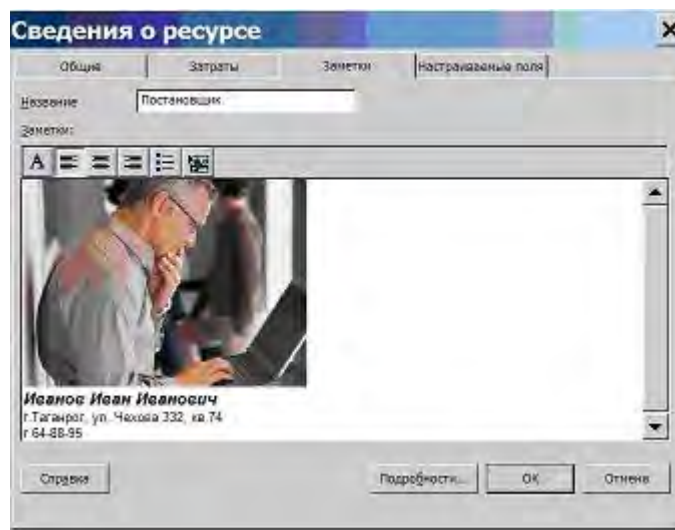 Сведения о ресурсе
Общие Затраты Заметки Настраиваемые поля
Название Постановщик
Заметки:
A
Иванов Иван Иванович
г.Таганрог, ул. Чехова 332, кв.74
т 64-88-95
Справка Подробности... ОК Отмена